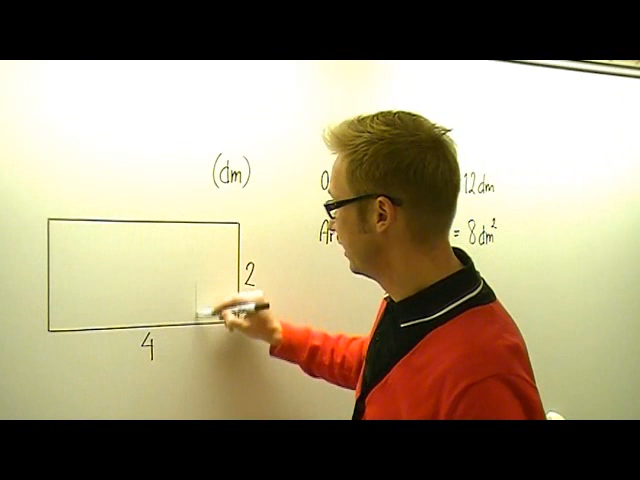 (dm)
12 dm
= 8 dm²
2
4